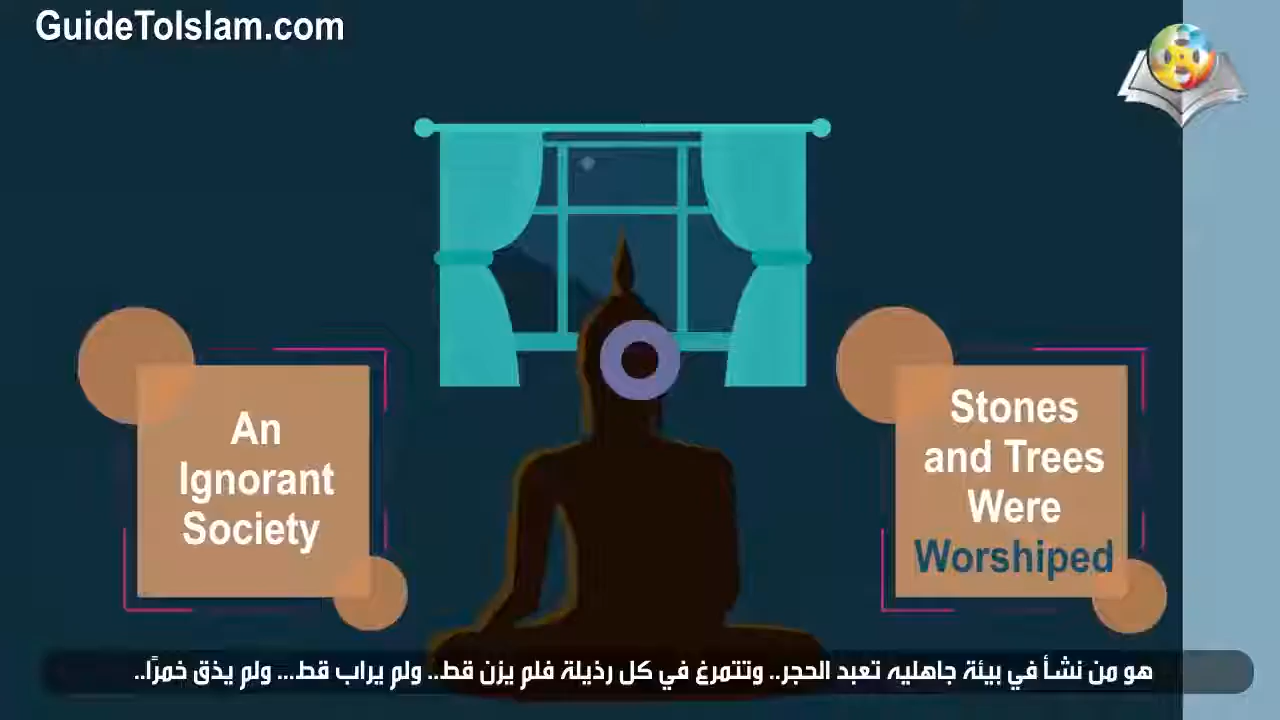 GuideToIslam.com
An
Ignorant
Society
Stones
and Trees
Were
Worshiped
هو من نشأ في بيئة جاهليه تعبد الحجر.. وتتمرغ في كل رذيلة فلم يزن قط.. ولم يراب قط... ولم يذق خمرًا..